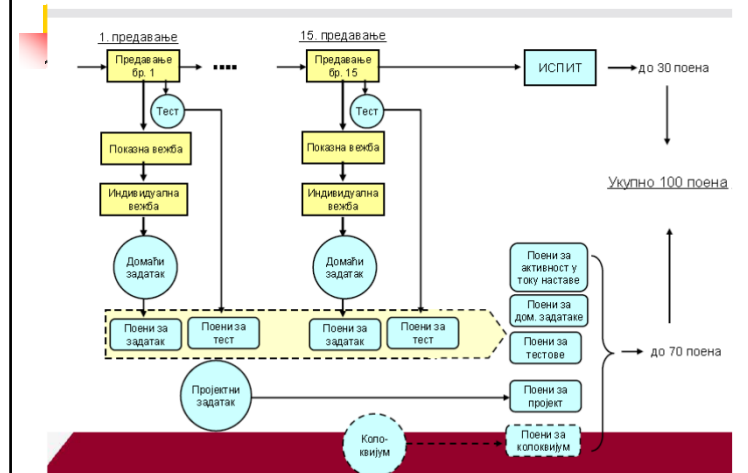 1. предавање
15. предавање
Предавање
бр. 1
Предавање
бр. 15
ИСПИТ
до 30 поена
Тест
Тест
Показна вежба
Показна вежба
Укупно 100 поена
Индивидуална
вежба
Индивидуална
вежба
Домаћи
задатак
Домаћи
задатак
Поени за
активност у
току наставе
Поени за
дом. задатаке
Поени за
задатак
Поени за
тест
Поени за
задатак
Поени за
тест
Поени за
тестове
до 70 поена
Пројектни
задатак
Поени за
пројект
Коло-
квијум
Поени за
колоквијум